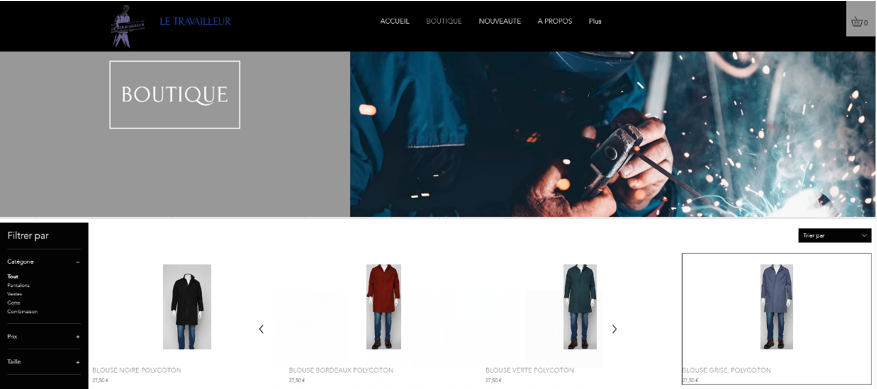 LE TRAVAILLEUR
ACCUEIL BOUTIQUE NOUVEAUTE A PROPOS Plus
0
BOUTIQUE
Filtrer par
Catégorie −
Tout
Pantalons
Vestes
Cotte
Combinaison
Prix +
Taille +
Trier par
BLOUSE NOIRE POLYCOTON
27,50 €
BLOUSE BORDEAUX POLYCOTON
27,50 €
BLOUSE VERTE POLYCOTON
27,50 €
BLOUSE GRISE, POLYCOTON
27,50 €